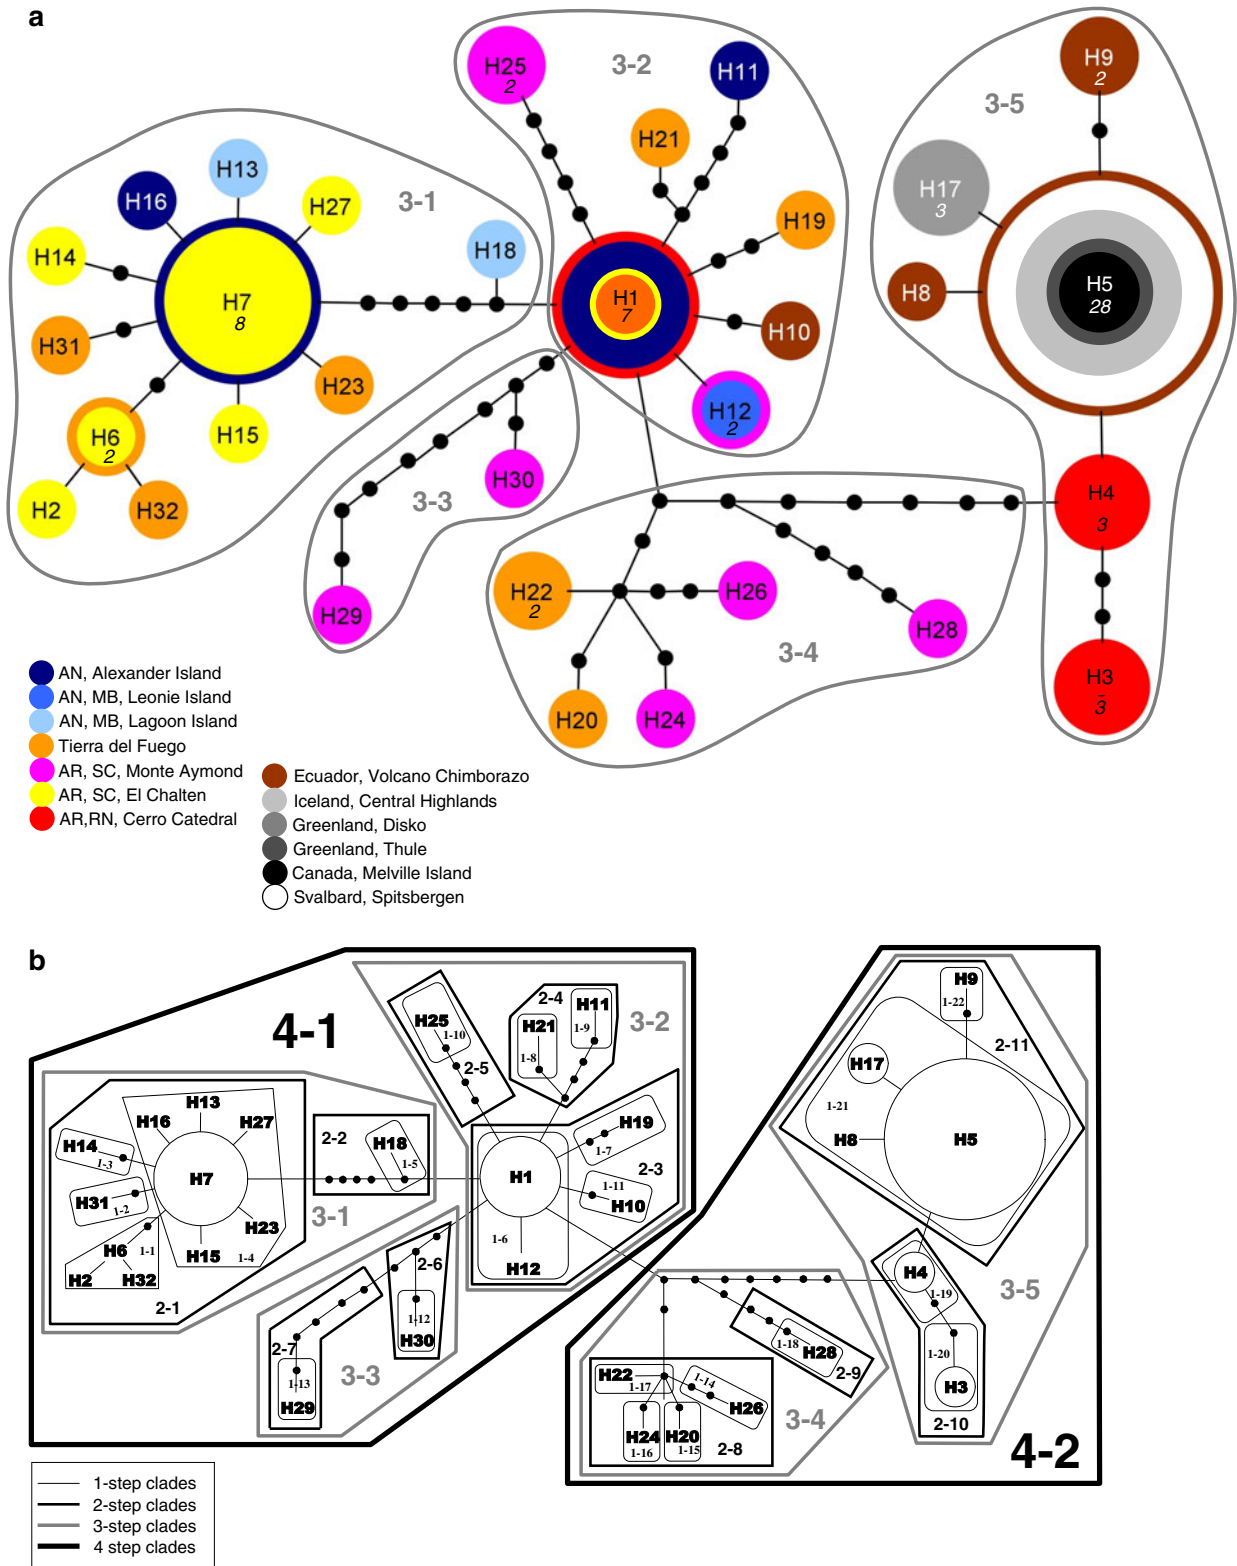 a
H25
2
3-2
H11
H9
2
3-5
H21
H13
H16
H27
3-1
H17
3
H14
H18
H19
H7
8
H1
7
H8
H5
28
H31
H10
H23
H12
2
H6
2
H15
H30
3-3
H4
3
H2
H32
H22
2
H26
H29
H28
3-4
H3
3
H20
H24
AN, Alexander Island
AN, MB, Leonie Island
AN, MB, Lagoon Island
Tierra del Fuego
AR, SC, Monte Aymond
AR, SC, El Chalten
AR,RN, Cerro Catedral
Ecuador, Volcano Chimborazo
Iceland, Central Highlands
Greenland, Disko
Greenland, Thule
Canada, Melville Island
Svalbard, Spitsbergen
b
4-1
H25
1-10
2-5
2-4
H11
1-9
H21
1-8
3-2
H9
1-22
2-11
H17
1-21
H8
H5
H13
H16
H27
H14
1-3
H7
H31
1-2
H6
1-1
H2
H32
H15
H23
1-4
2-1
2-2
H18
1-5
3-1
H1
H19
1-7
2-3
1-11
H10
1-6
H12
2-6
1-12
H30
2-7
1-13
H29
3-3
H4
1-19
3-5
1-20
H3
2-10
1-18
H28
2-9
H22
1-17
1-14
H26
H24
1-16
H20
1-15
2-8
3-4
4-2
1-step clades
2-step clades
3-step clades
4 step clades